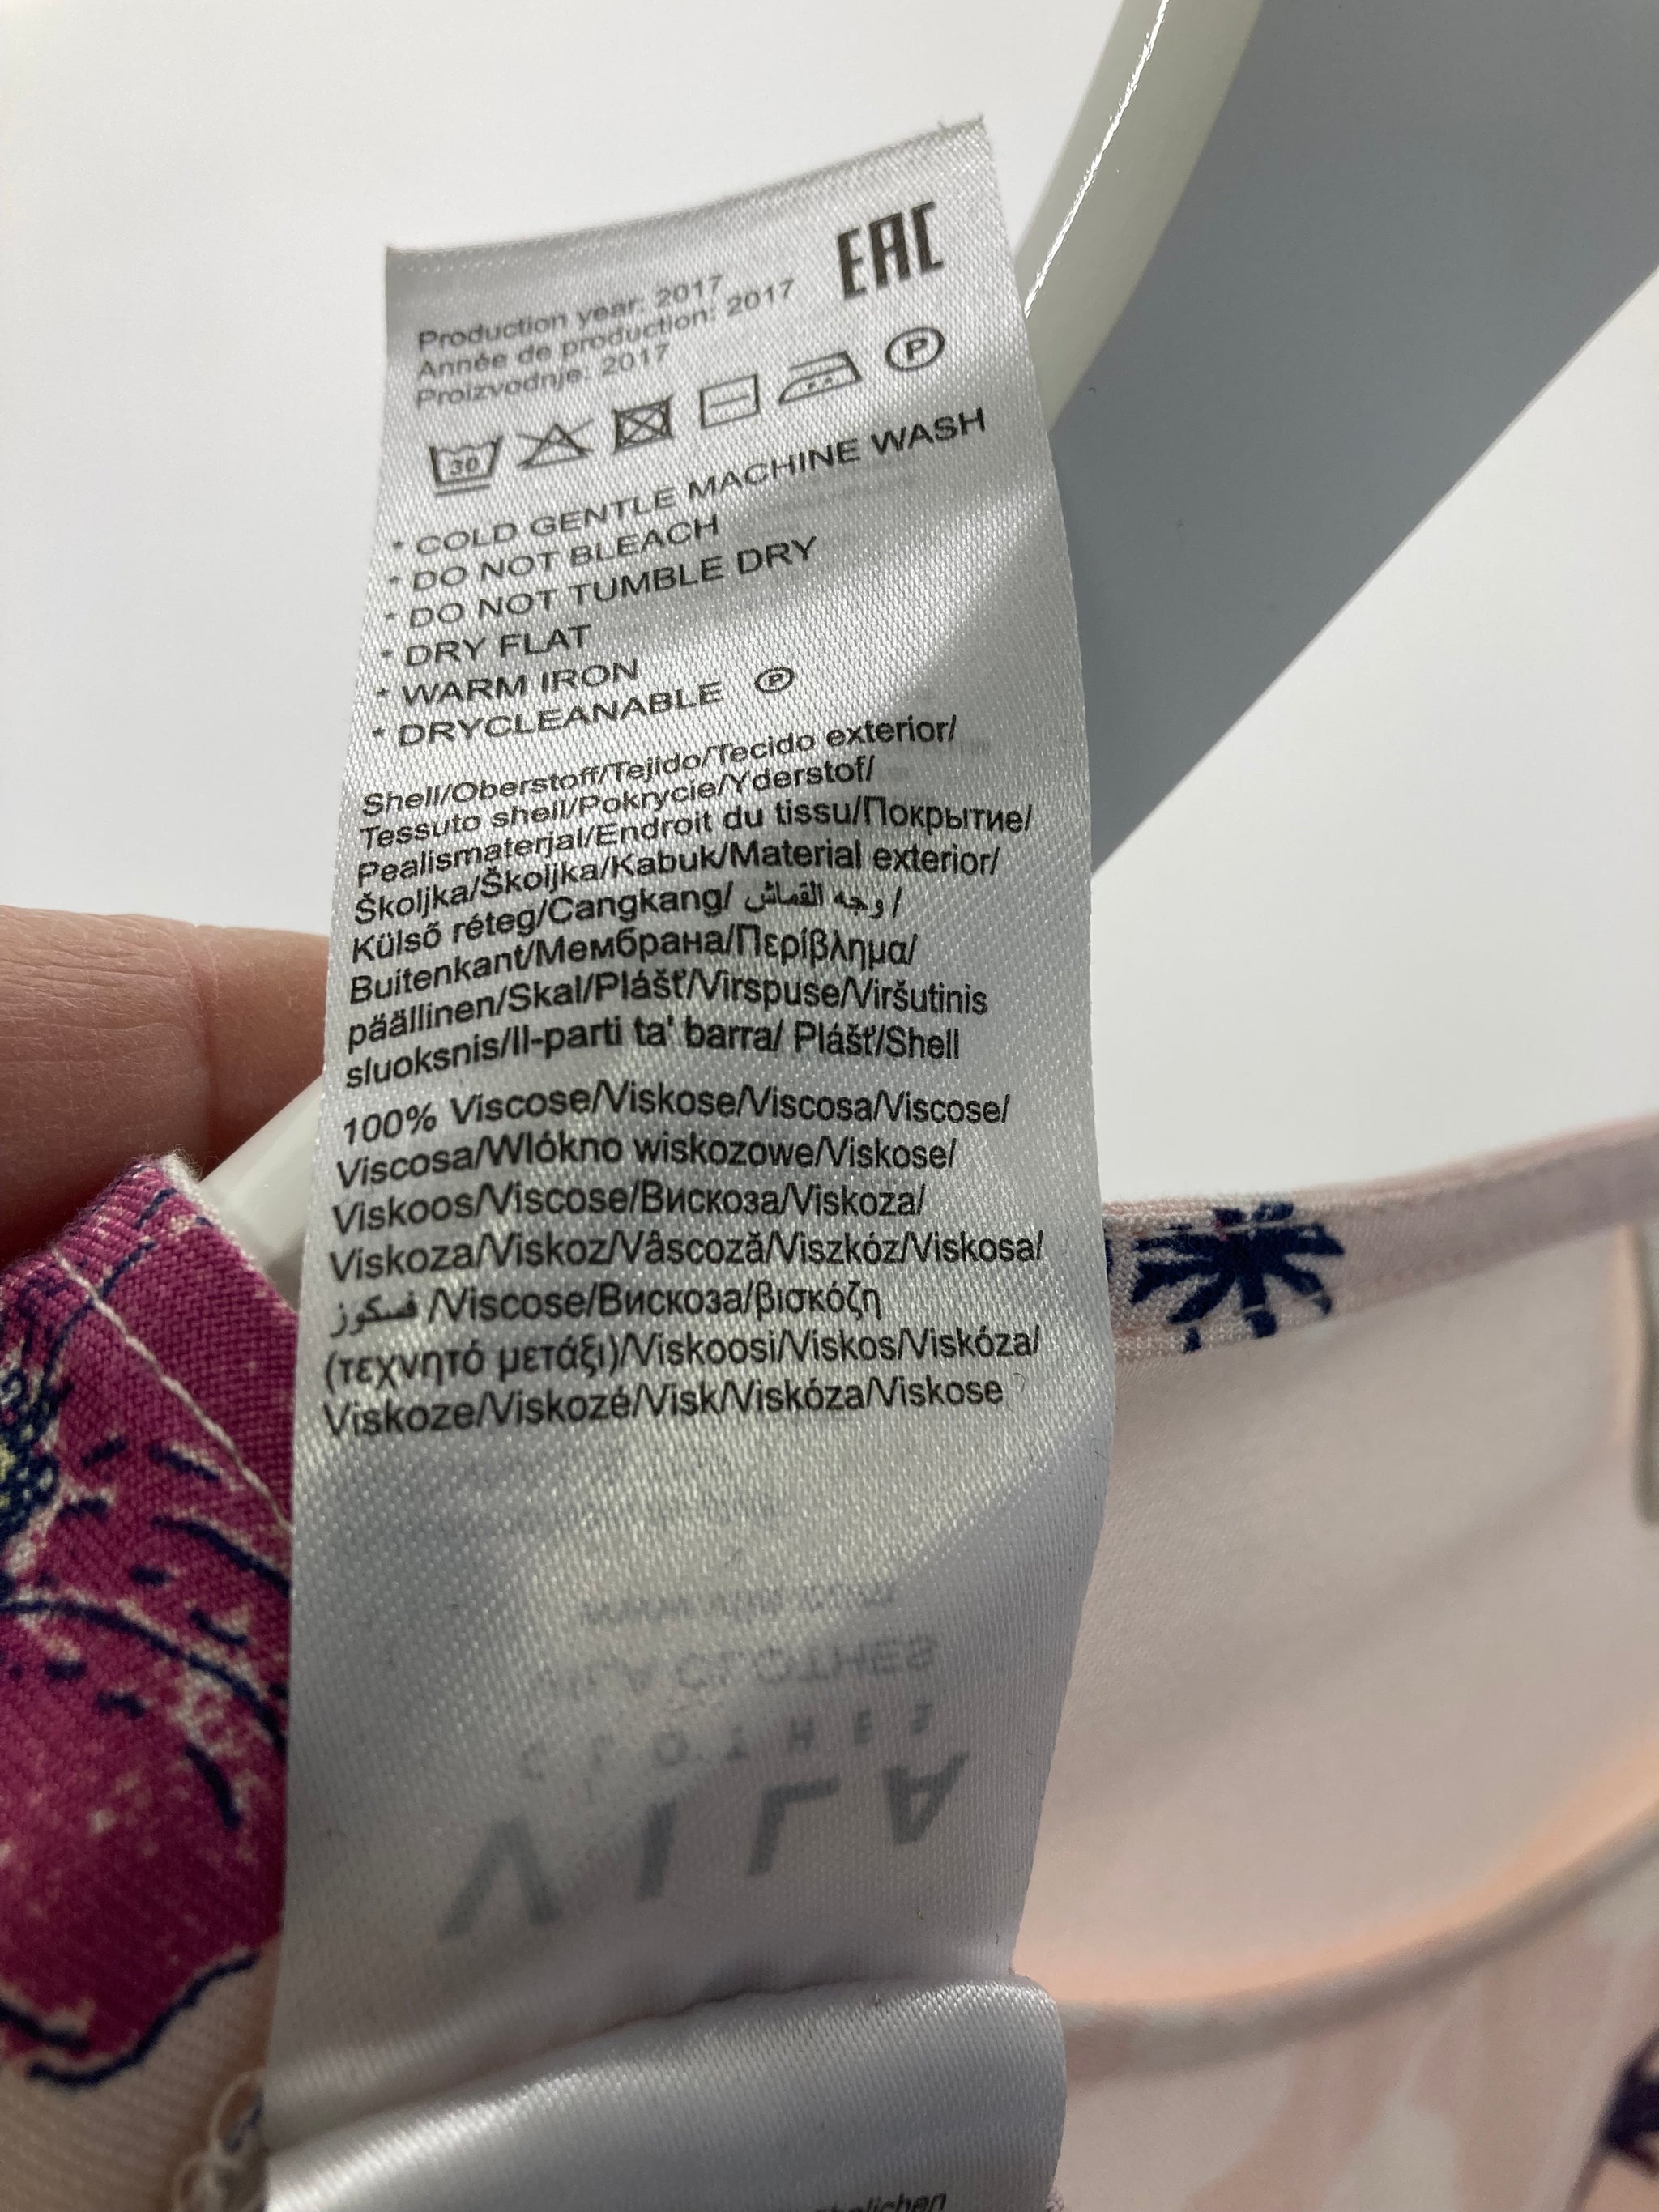 EAC
Production year: 2017
Année de production: 2017
Proizvodnje: 2017
30
P
* COLD GENTLE MACHINE WASH
* DO NOT BLEACH
* DO NOT TUMBLE DRY
* DRY FLAT
* WARM IRON
* DRYCLEANABLE Ⓟ
Shell/Oberstoff/Tejido/Tecido exterior/
Tessuto shell/Pokrycie/Yderstof/
Pealismaterjal/Endroit du tissu/Покрытие/
Školjka/Školjka/Kabuk/Material exterior/
Külső réteg/Cangkang/ وجه القماش /
Buitenkant/Мембрана/Περίβλημα/
päällinen/Skal/Plášť/Virspuse/Viršutinis
sluoksnis/Il-parti ta' barra/ Plášť/Shell
100% Viscose/Viskose/Viscosa/Viscose/
Viscosa/Wlókno wiskozowe/Viskose/
Viskoos/Viscose/Вискоза/Viskoza/
Viskoza/Viskoz/Vâscoză/Viszkóz/Viskosa/
فسكوز /Viscose/Вискоза/βισκόζη
(τεχνητό μετάξι)/Viskoosi/Viskos/Viskóza/
Viskoze/Viskozé/Visk/Viskóza/Viskose
VILA CLOTHES
CLOTHES
VILA